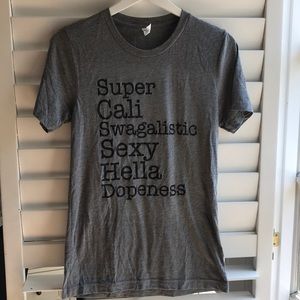 Super
Cali
Swagalistic
Sexy
Hella
Dopeness